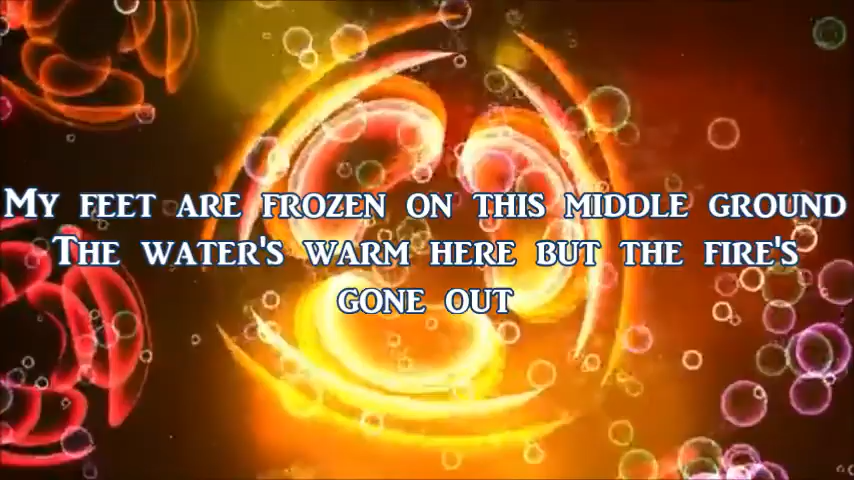 My feet are frozen on this middle ground
The water's warm here but the fire's
gone out